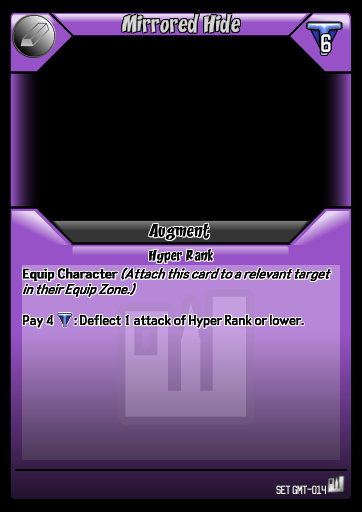 Mirrored Hide
6
Augment
Hyper Rank
Equip Character (Attach this card to a relevant target
in their Equip Zone.)
Pay 4 : Deflect 1 attack of Hyper Rank or lower.
SET GMT-014